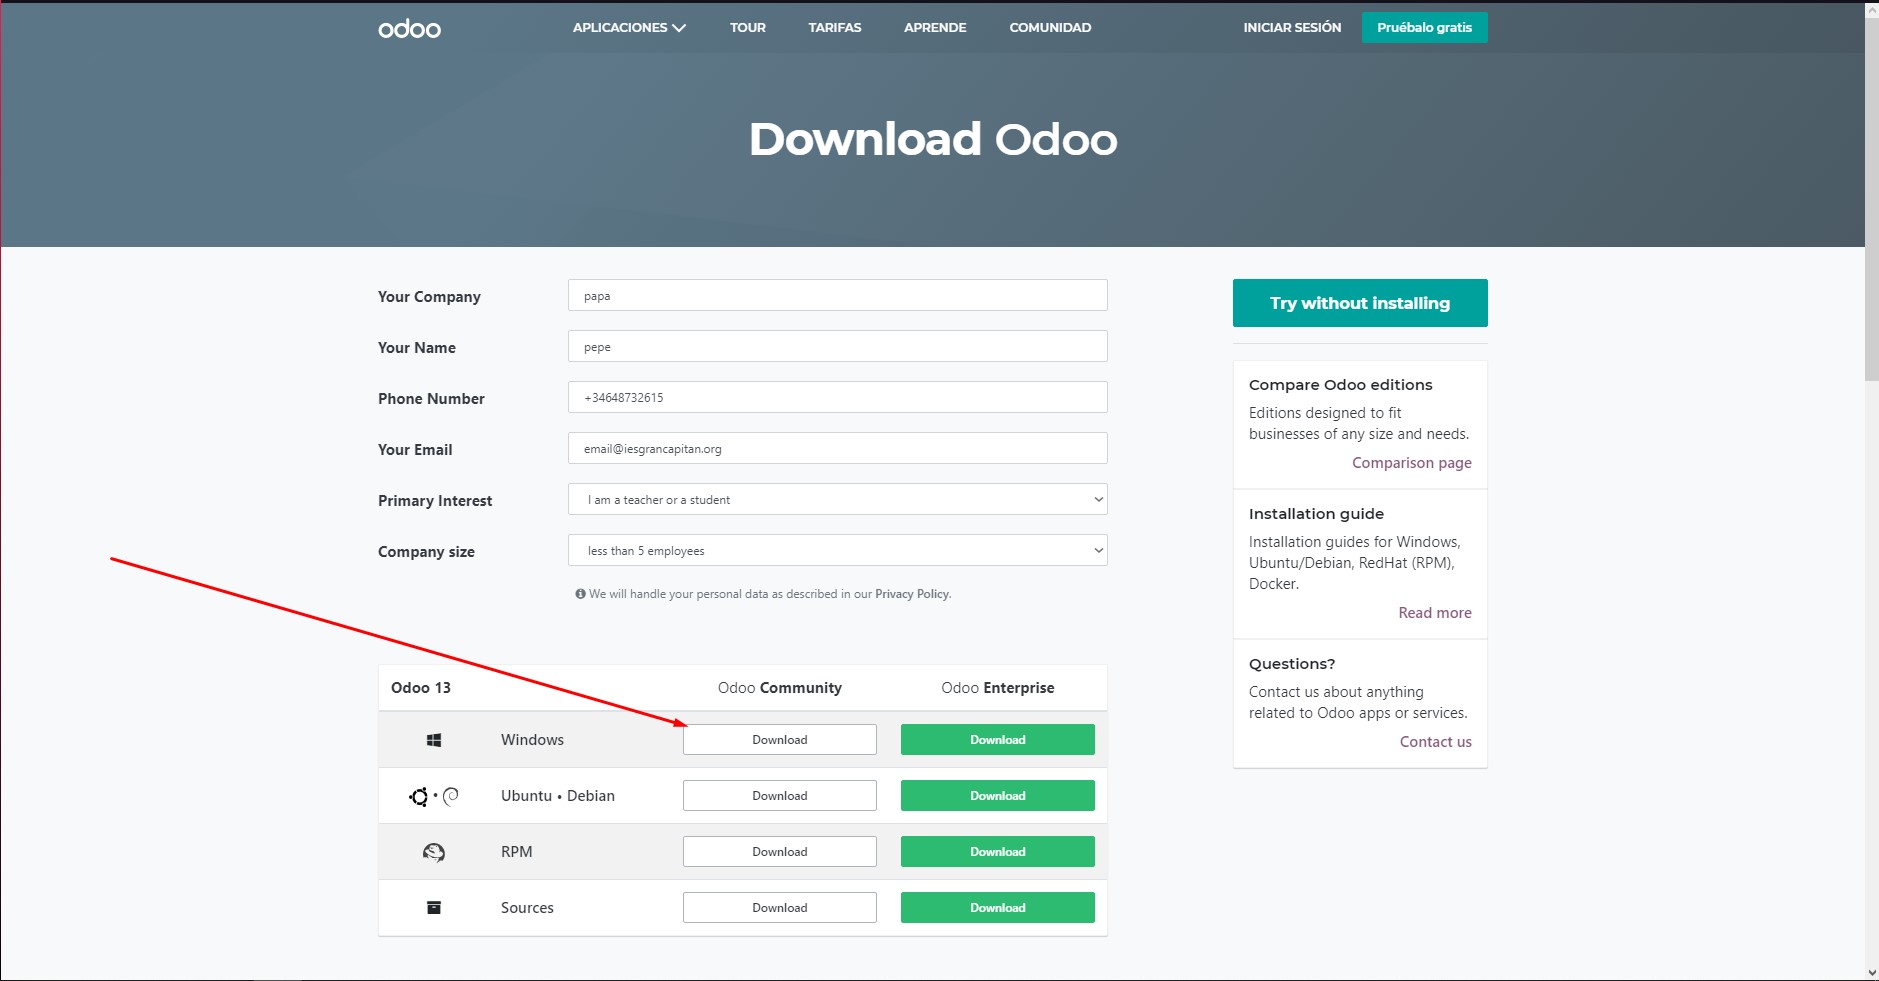 odoo
APLICACIONES TOUR TARIFAS APRENDE COMUNIDAD INICIAR SESIÓN Pruébalo gratis
Download Odoo
Your Company papa
Your Name pepe
Phone Number +34648732615
Your Email email@iesgrancapitan.org
Primary Interest I am a teacher or a student
Company size less than 5 employees
We will handle your personal data as described in our Privacy Policy.
Odoo 13 Odoo Community Odoo Enterprise
Windows Download Download
Ubuntu • Debian Download Download
RPM Download Download
Sources Download Download
Try without installing
Compare Odoo editions
Editions designed to fit
businesses of any size and needs.
Comparison page
Installation guide
Installation guides for Windows,
Ubuntu/Debian, RedHat (RPM),
Docker.
Read more
Questions?
Contact us about anything
related to Odoo apps or services.
Contact us